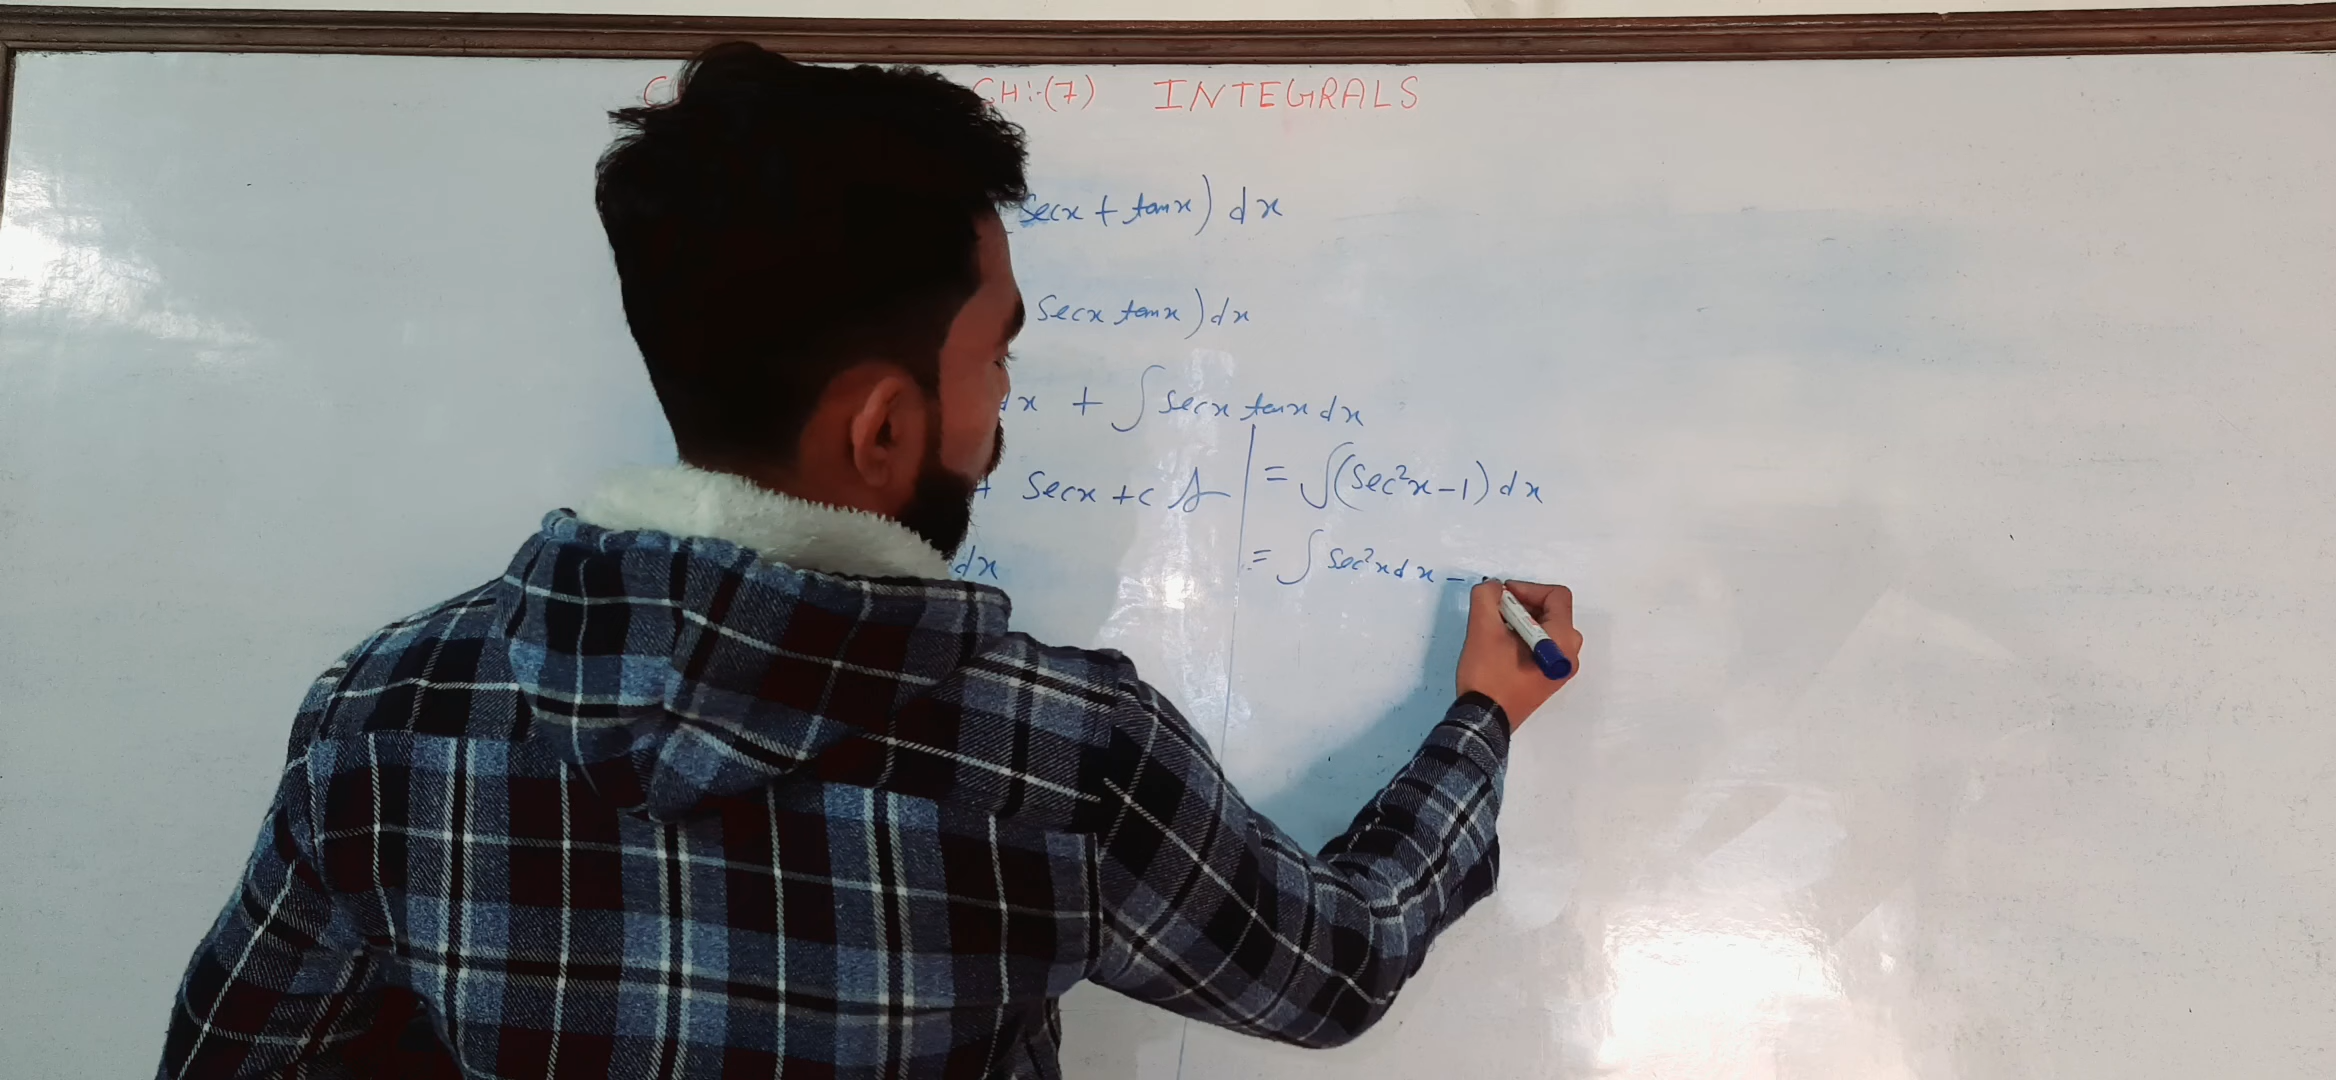 CH:-(7) INTEGRALS
Secx + tanx) dx
Secx tanx) dx
dx + ∫ secx tanx dx
+ Secx + c
dx
= ∫(Sec²x-1) dx
= ∫ Sec²x dx -